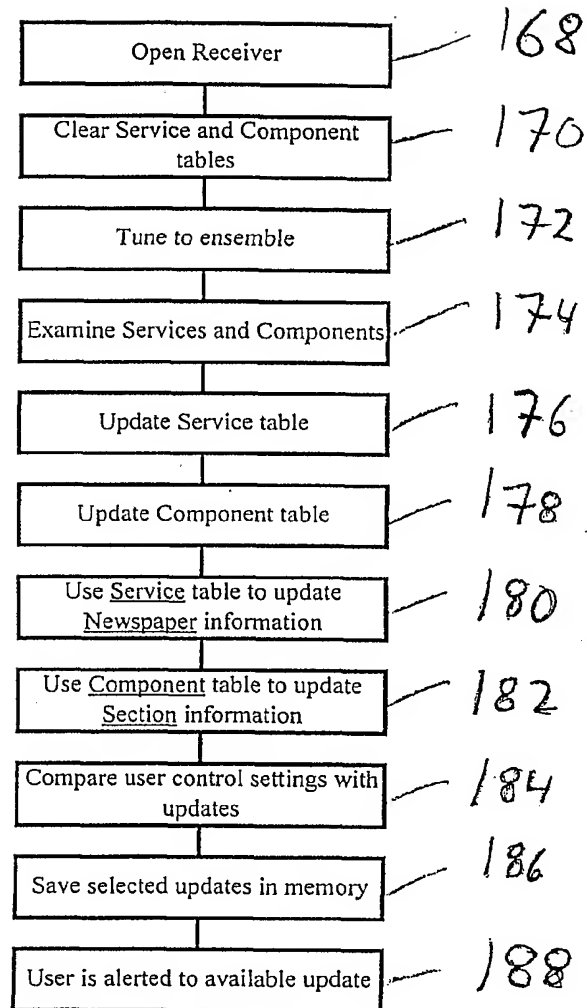 Open Receiver
168
Clear Service and Component
tables
170
Tune to ensemble
172
Examine Services and Components
174
Update Service table
176
Update Component table
178
Use Service table to update
Newspaper information
180
Use Component table to update
Section information
182
Compare user control settings with
updates
184
Save selected updates in memory
186
User is alerted to available update
188